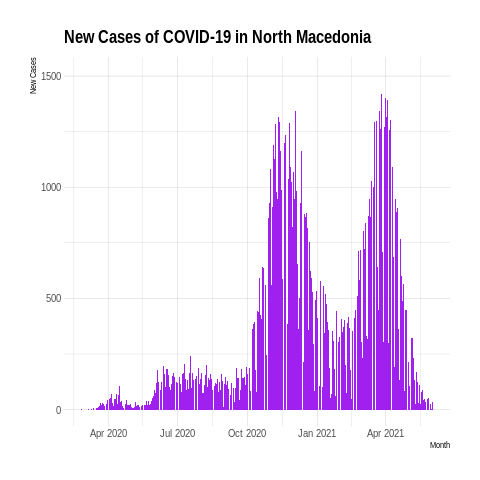 New Cases of COVID-19 in North Macedonia
New Cases
1500
1000
500
0
Apr 2020 Jul 2020 Oct 2020 Jan 2021 Apr 2021
Month